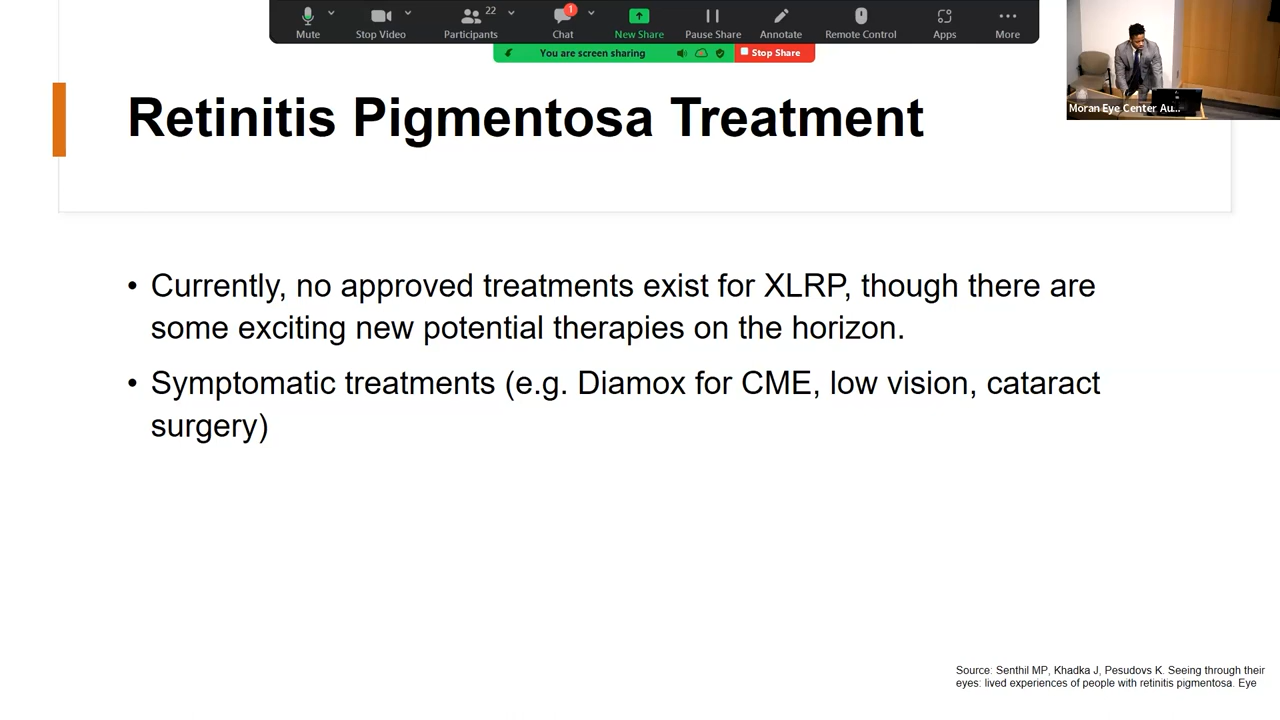 22
1
Mute
Stop Video
Participants
Chat
New Share
Pause Share
Annotate
Remote Control
Apps
More
You are screen sharing
Stop Share
Moran Eye Center Au...
Retinitis Pigmentosa Treatment
• Currently, no approved treatments exist for XLRP, though there are
some exciting new potential therapies on the horizon.
• Symptomatic treatments (e.g. Diamox for CME, low vision, cataract
surgery)
Source: Senthil MP, Khadka J, Pesudovs K. Seeing through their
eyes: lived experiences of people with retinitis pigmentosa. Eye